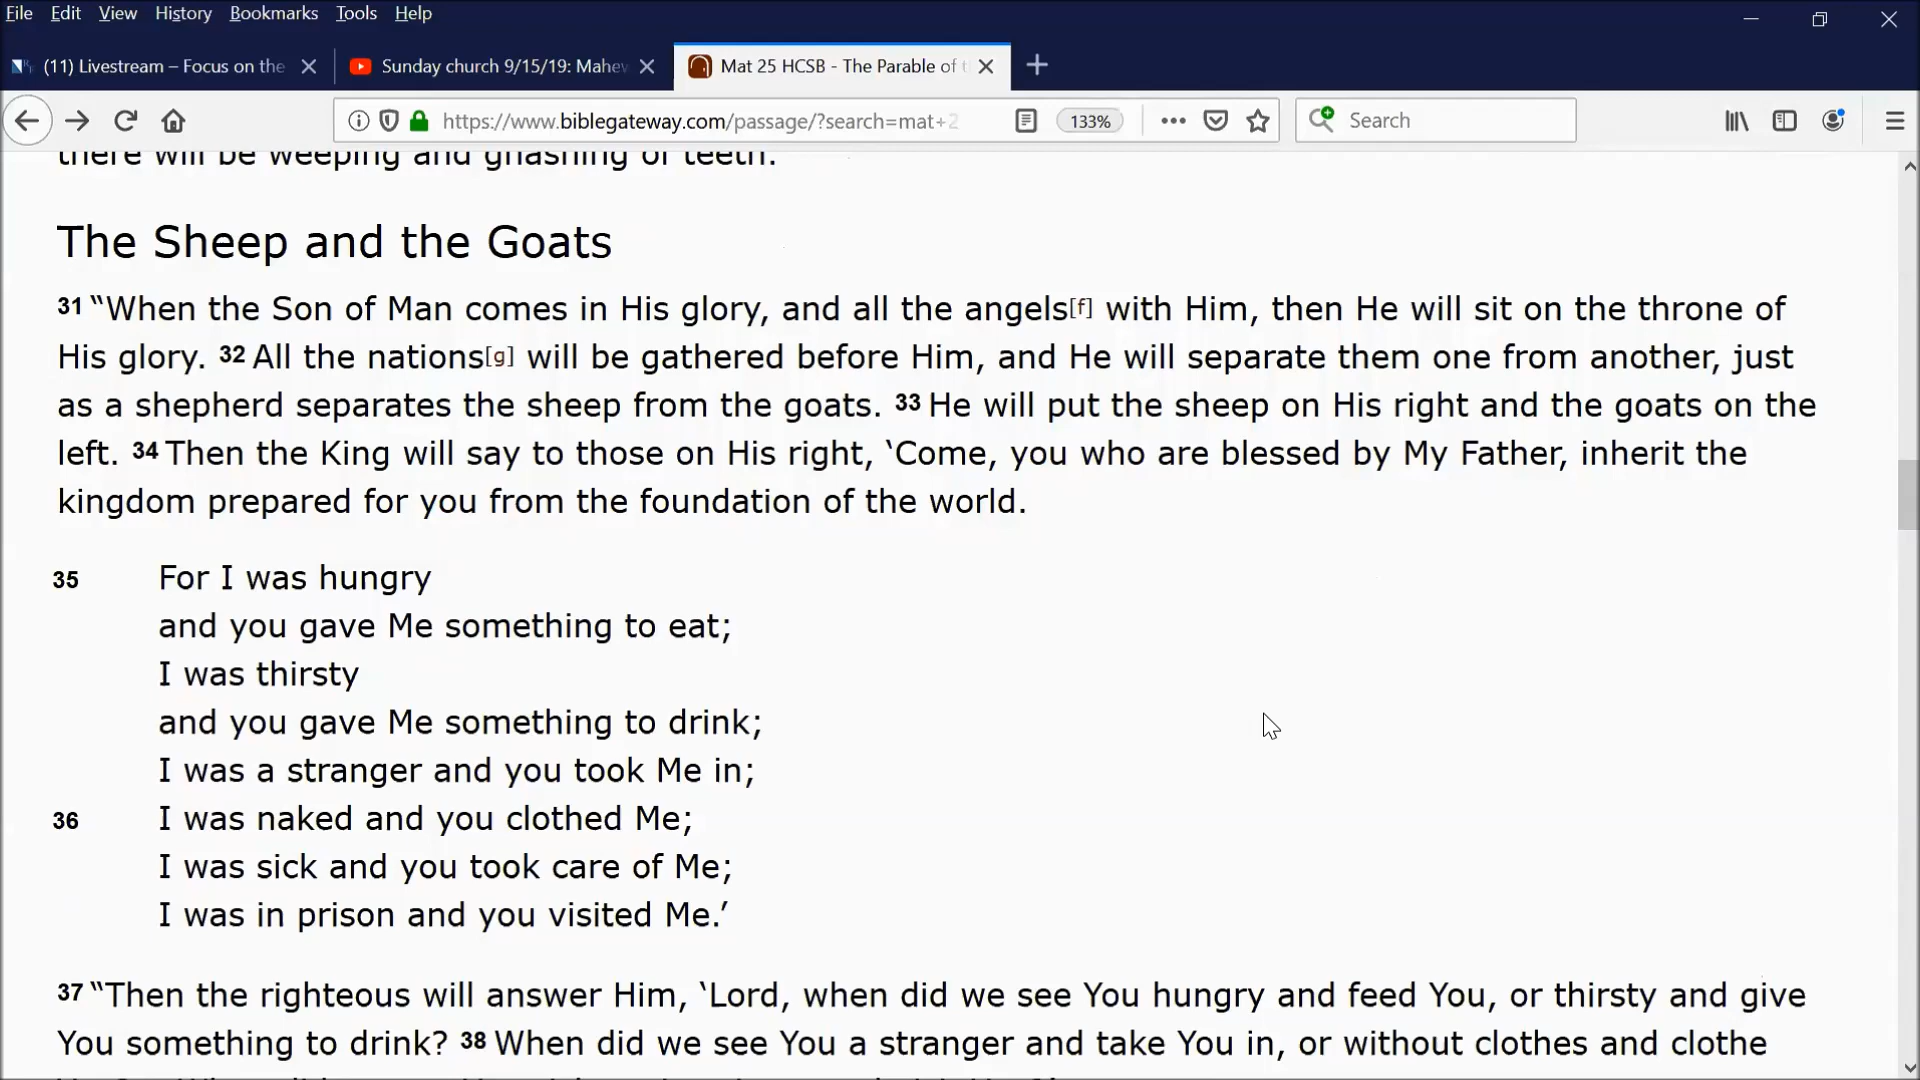 File Edit View History Bookmarks Tools Help
(11) Livestream – Focus on the
Sunday church 9/15/19: Mahev
Mat 25 HCSB - The Parable of t
https://www.biblegateway.com/passage/?search=mat+2
133%
Search
there will be weeping and gnashing of teeth.
The Sheep and the Goats
31 “When the Son of Man comes in His glory, and all the angels[f] with Him, then He will sit on the throne of
His glory. 32 All the nations[g] will be gathered before Him, and He will separate them one from another, just
as a shepherd separates the sheep from the goats. 33 He will put the sheep on His right and the goats on the
left. 34 Then the King will say to those on His right, ‘Come, you who are blessed by My Father, inherit the
kingdom prepared for you from the foundation of the world.
35 For I was hungry
and you gave Me something to eat;
I was thirsty
and you gave Me something to drink;
I was a stranger and you took Me in;
36 I was naked and you clothed Me;
I was sick and you took care of Me;
I was in prison and you visited Me.’
37 “Then the righteous will answer Him, ‘Lord, when did we see You hungry and feed You, or thirsty and give
You something to drink? 38 When did we see You a stranger and take You in, or without clothes and clothe